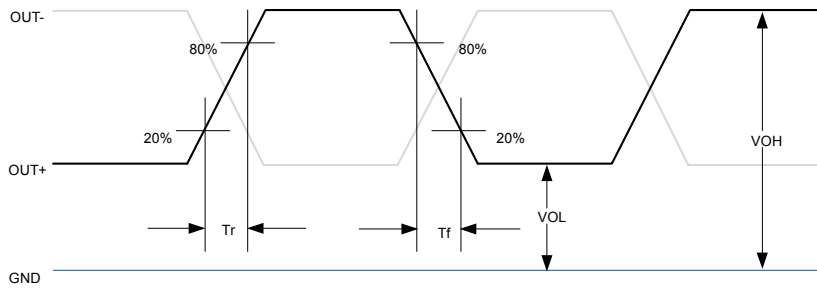 OUT-
80%
80%
20%
20%
VOH
OUT+
VOL
Tr
Tf
GND